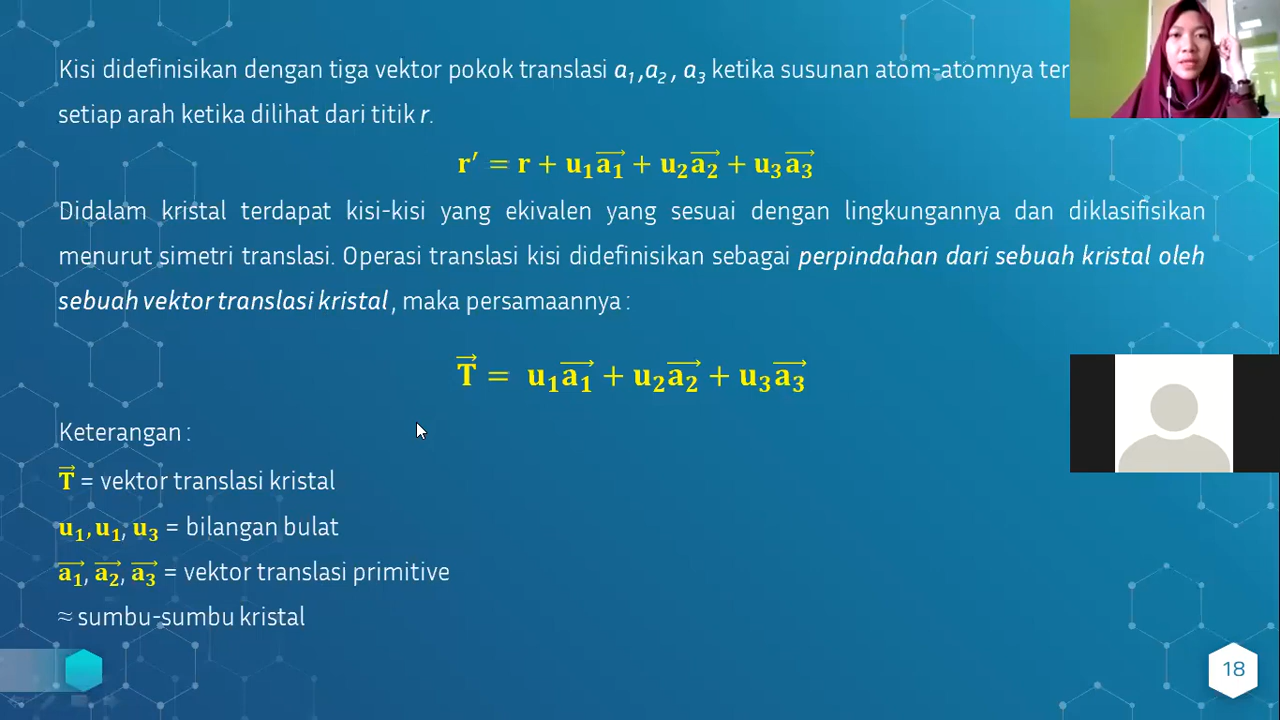 Kisi didefinisikan dengan tiga vektor pokok translasi a₁,a₂, a₃ ketika susunan atom-atomnya
setiap arah ketika dilihat dari titik r.
r′ = r + u₁a₁⃗ + u₂a₂⃗ + u₃a₃⃗
Didalam kristal terdapat kisi-kisi yang ekivalen yang sesuai dengan lingkungannya dan diklasifisikan
menurut simetri translasi. Operasi translasi kisi didefinisikan sebagai perpindahan dari sebuah kristal oleh
sebuah vektor translasi kristal, maka persamaannya :
T⃗ = u₁a₁⃗ + u₂a₂⃗ + u₃a₃⃗
Keterangan :
T⃗ = vektor translasi kristal
u₁,u₁, u₃ = bilangan bulat
a₁⃗, a₂⃗, a₃⃗ = vektor translasi primitive
≈ sumbu-sumbu kristal
18